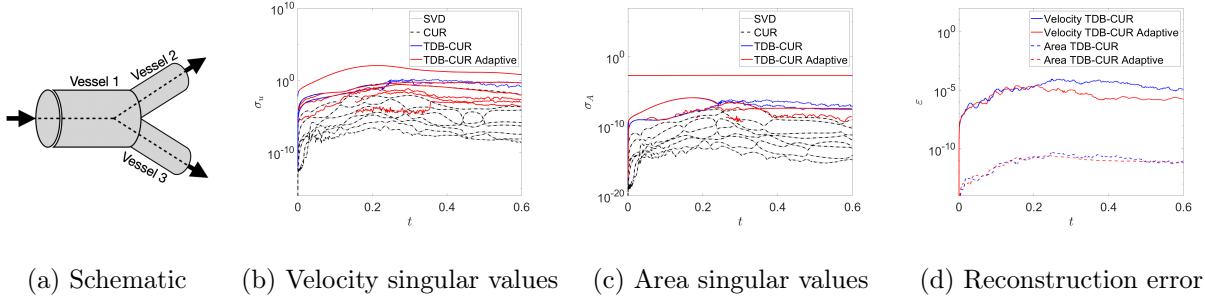 Vessel 1
Vessel 2
Vessel 3
10^10
10^0
10^-10
σ_u
0
0.2
0.4
0.6
t
SVD
CUR
TDB-CUR
TDB-CUR Adaptive
10^0
10^-10
10^-20
σ_A
0
0.2
0.4
0.6
t
SVD
CUR
TDB-CUR
TDB-CUR Adaptive
10^0
10^-5
10^-10
ε
0
0.2
0.4
0.6
t
Velocity TDB-CUR
Velocity TDB-CUR Adaptive
Area TDB-CUR
Area TDB-CUR Adaptive
(a) Schematic
(b) Velocity singular values
(c) Area singular values
(d) Reconstruction error